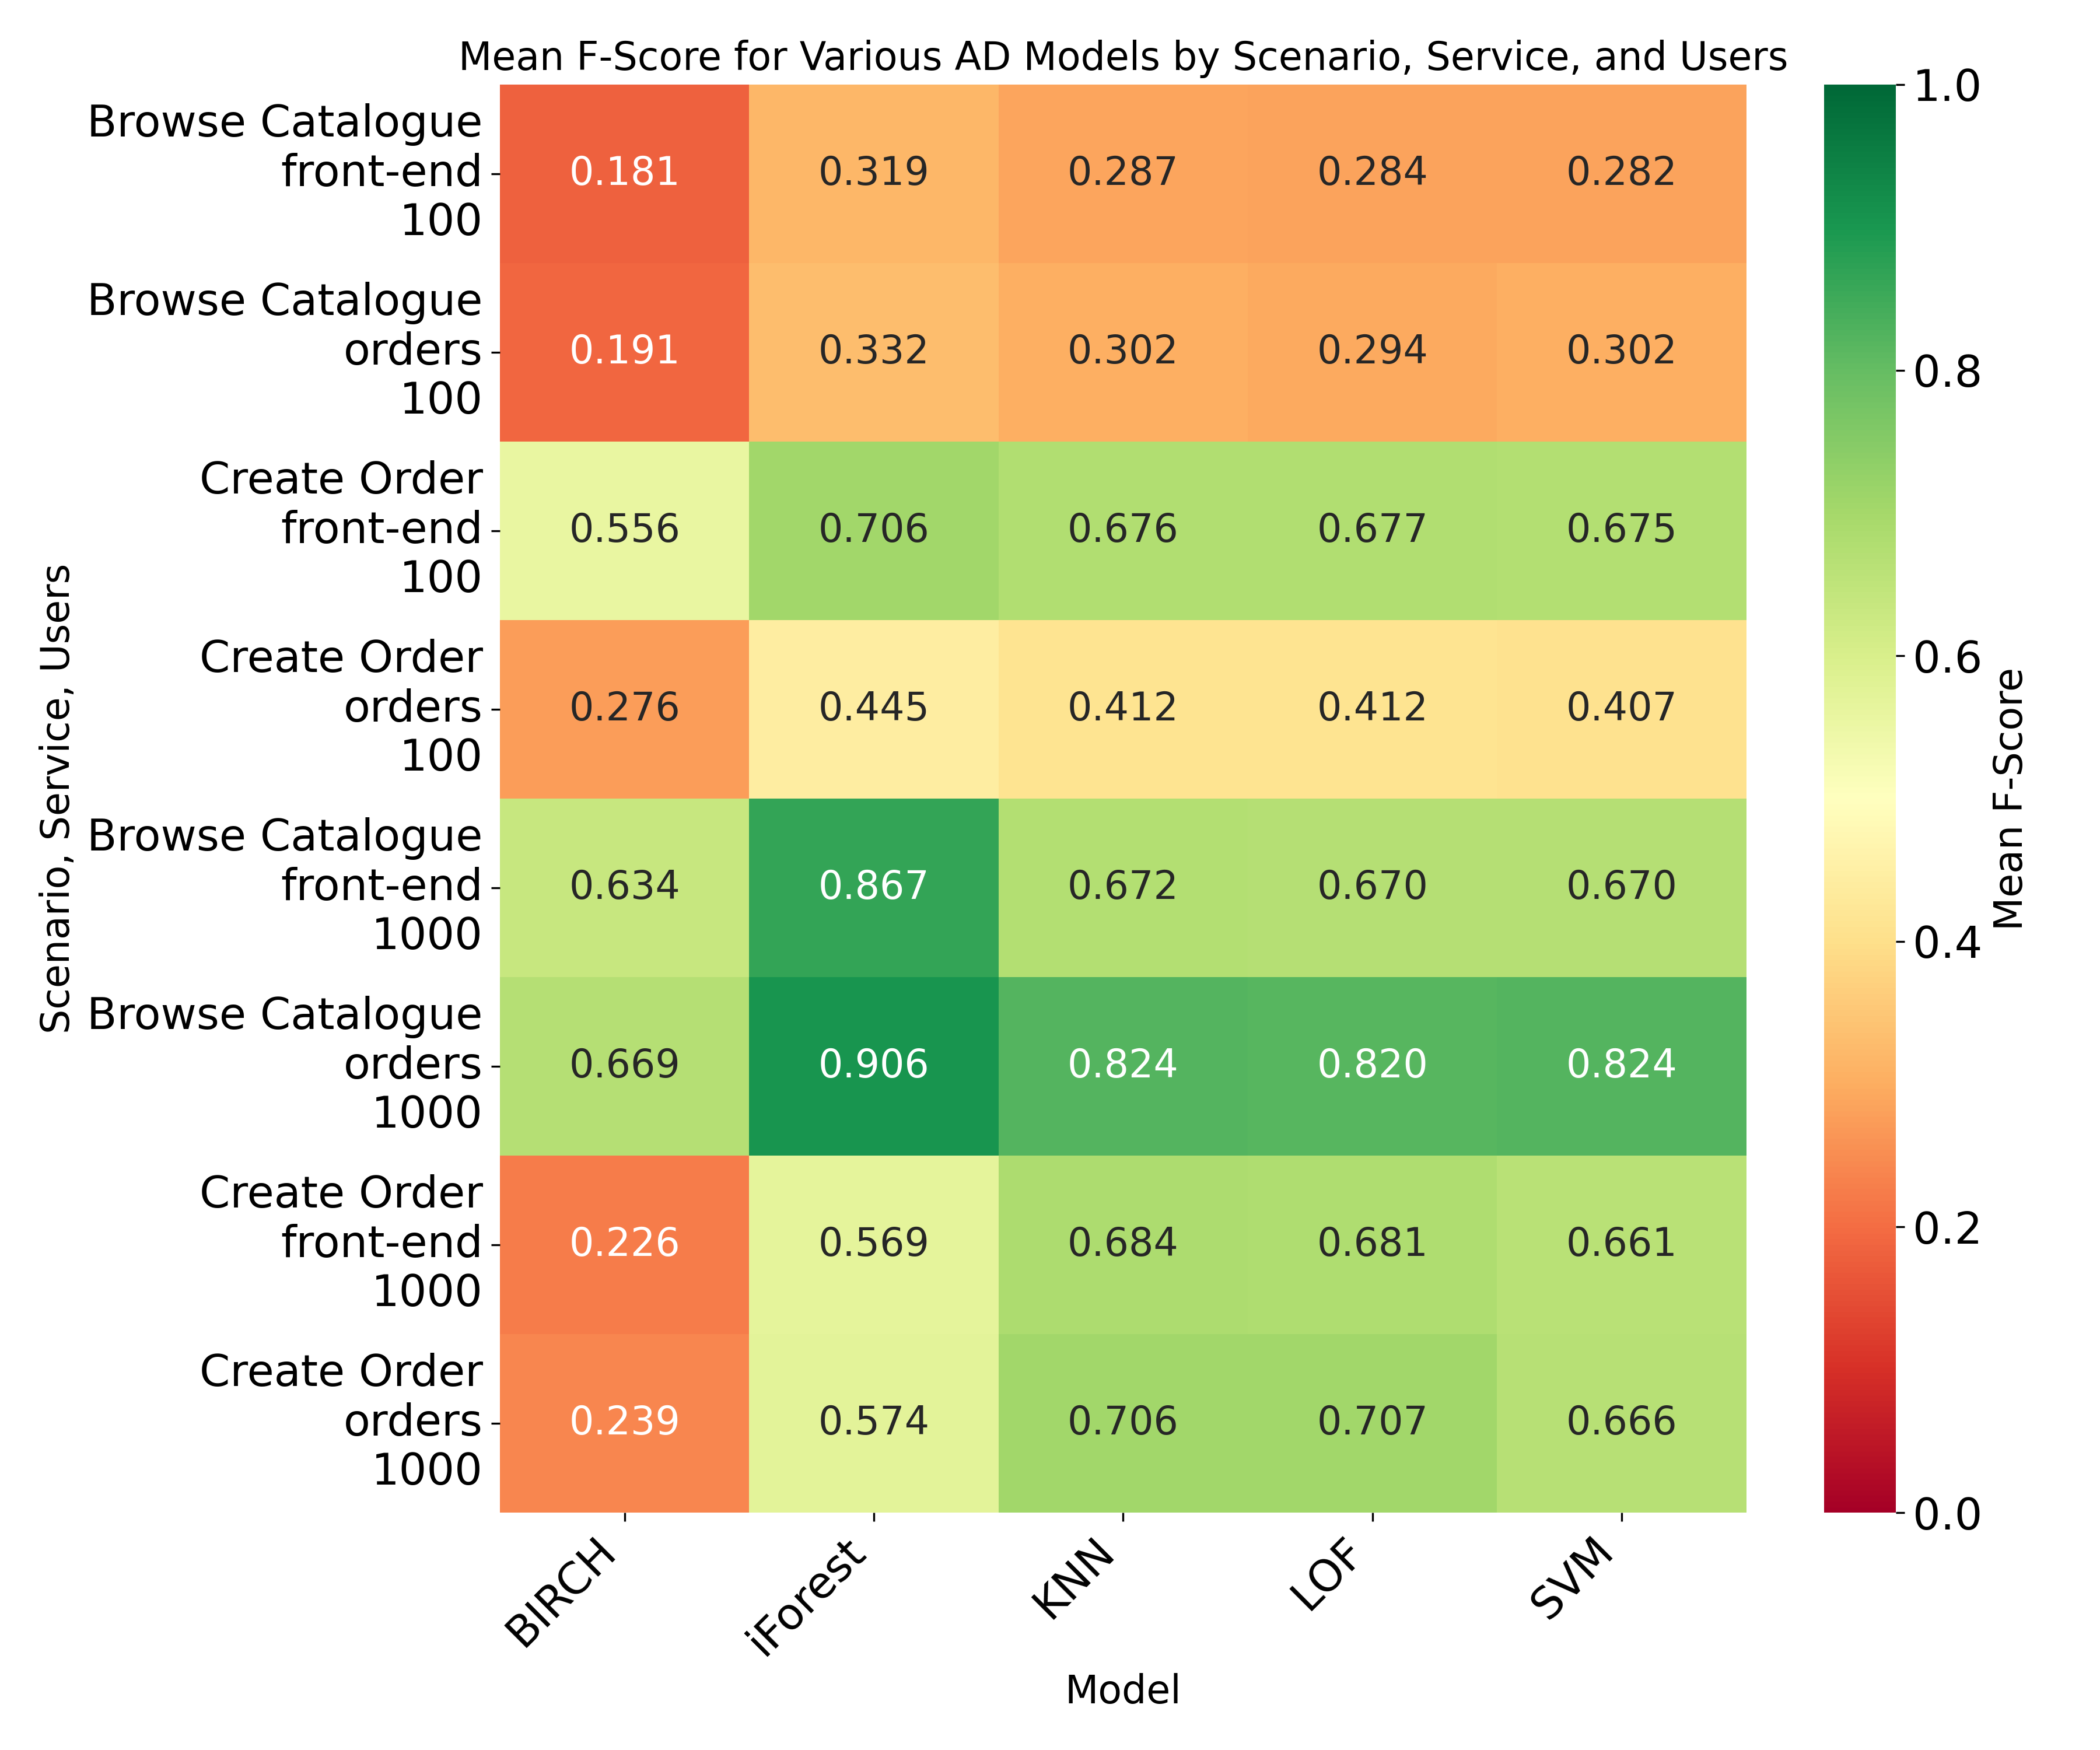 Mean F-Score for Various AD Models by Scenario, Service, and Users
Scenario, Service, Users
Browse Catalogue
front-end
100
0.181 0.319 0.287 0.284 0.282
Browse Catalogue
orders
100
0.191 0.332 0.302 0.294 0.302
Create Order
front-end
100
0.556 0.706 0.676 0.677 0.675
Create Order
orders
100
0.276 0.445 0.412 0.412 0.407
Browse Catalogue
front-end
1000
0.634 0.867 0.672 0.670 0.670
Browse Catalogue
orders
1000
0.669 0.906 0.824 0.820 0.824
Create Order
front-end
1000
0.226 0.569 0.684 0.681 0.661
Create Order
orders
1000
0.239 0.574 0.706 0.707 0.666
BIRCH iForest KNN LOF SVM
Model
1.0
0.8
0.6
0.4
0.2
0.0
Mean F-Score